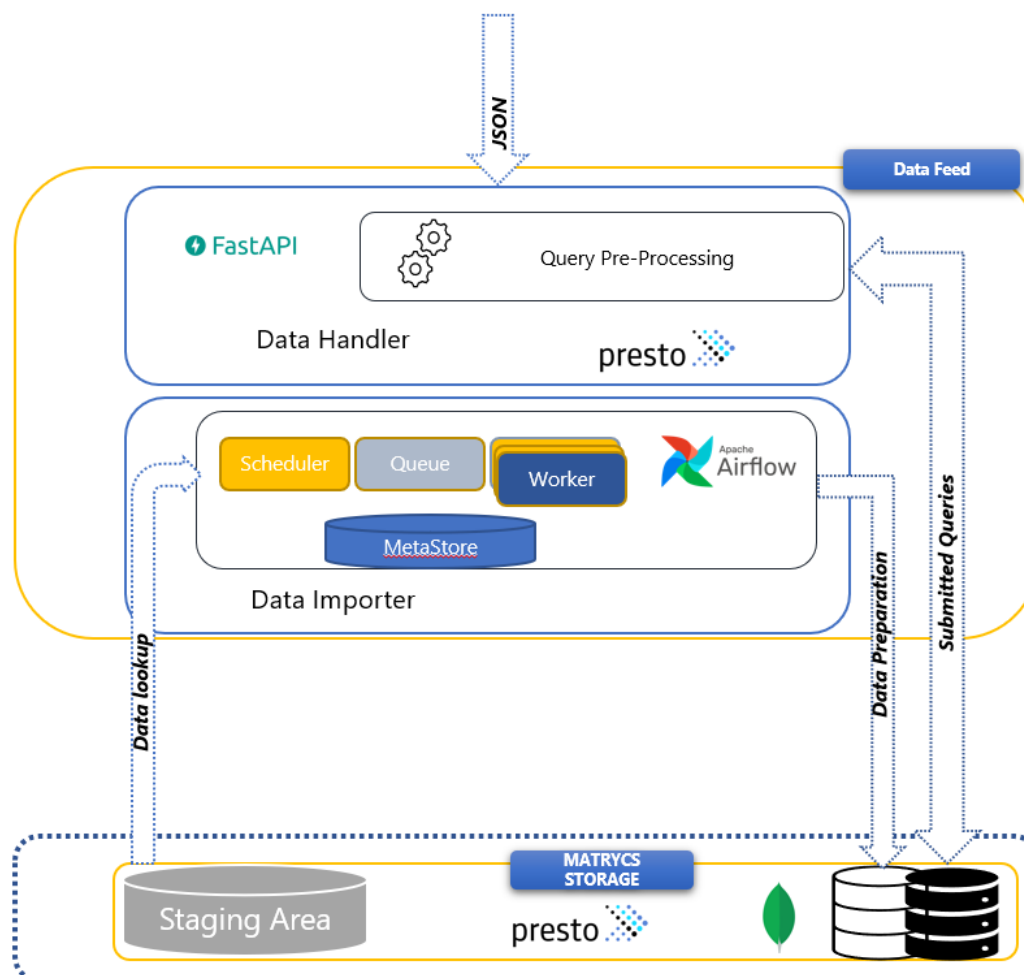 JSON
Data Feed
FastAPI
Query Pre-Processing
Data Handler
presto
Scheduler
Queue
Worker
Apache
Airflow
MetaStore
Data Importer
Data lookup
Data Preparation
Submitted Queries
MATRYCS
STORAGE
Staging Area
presto